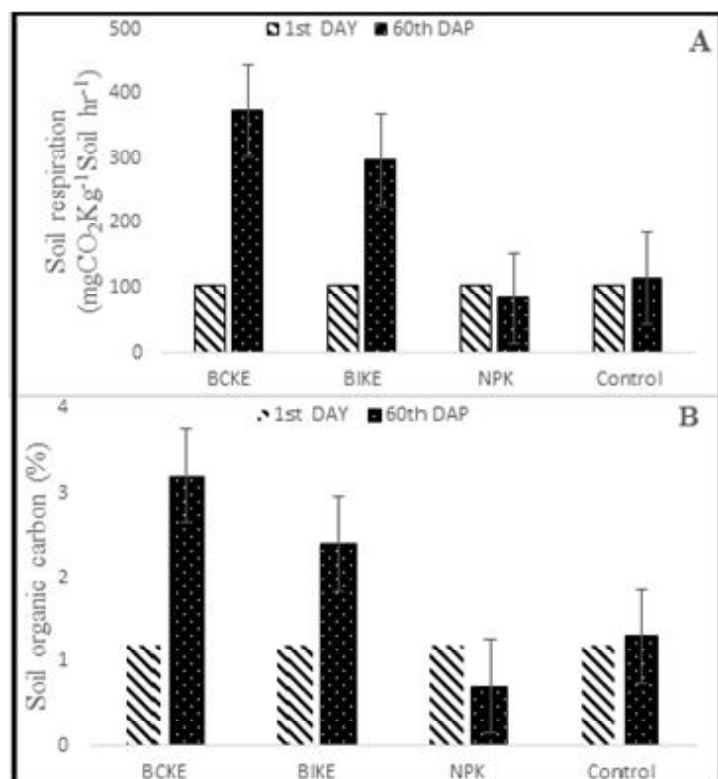 500
1st DAY 60th DAP
A
400
300
200
100
0
Soil respiration
(mgCO₂Kg⁻¹Soil hr⁻¹)
BCKE BIKE NPK Control
4
1st DAY 60th DAP
B
3
2
1
0
Soil organic carbon (%)
BCKE BIKE NPK Control